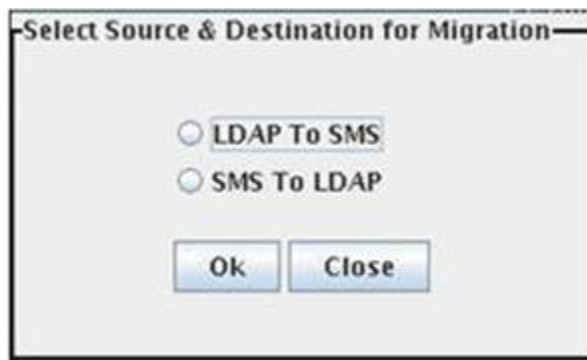 Select Source & Destination for Migration
LDAP To SMS
SMS To LDAP
Ok
Close